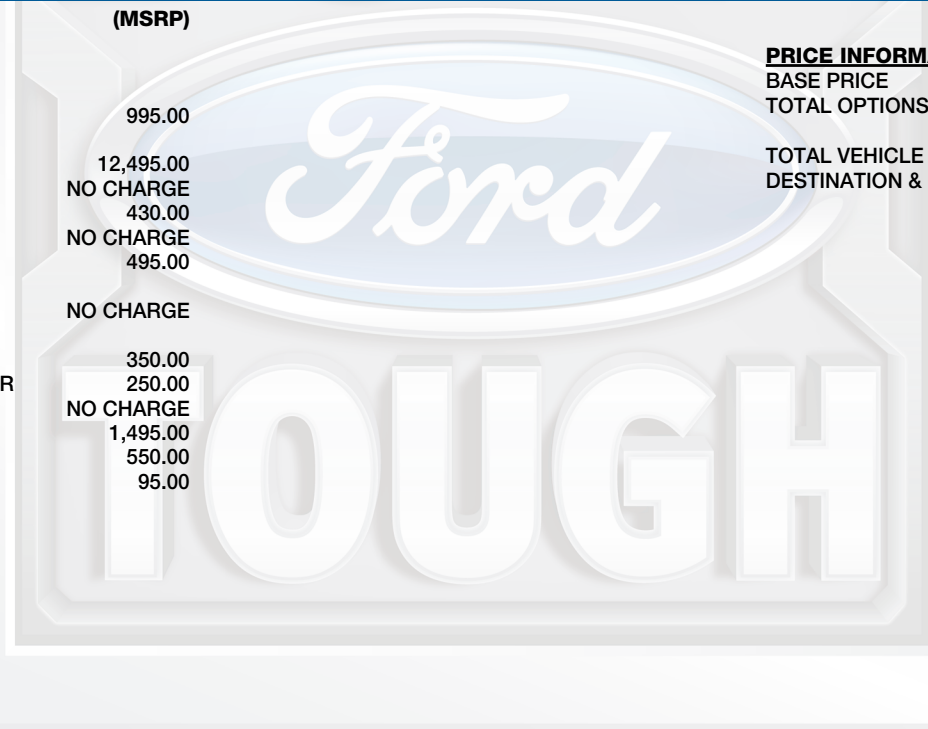 (MSRP)
995.00
12,495.00
NO CHARGE
430.00
NO CHARGE
495.00
NO CHARGE
350.00
R 250.00
NO CHARGE
1,495.00
550.00
95.00
PRICE INFORMA
BASE PRICE
TOTAL OPTIONS
TOTAL VEHICLE
DESTINATION &
Ford
TOUGH